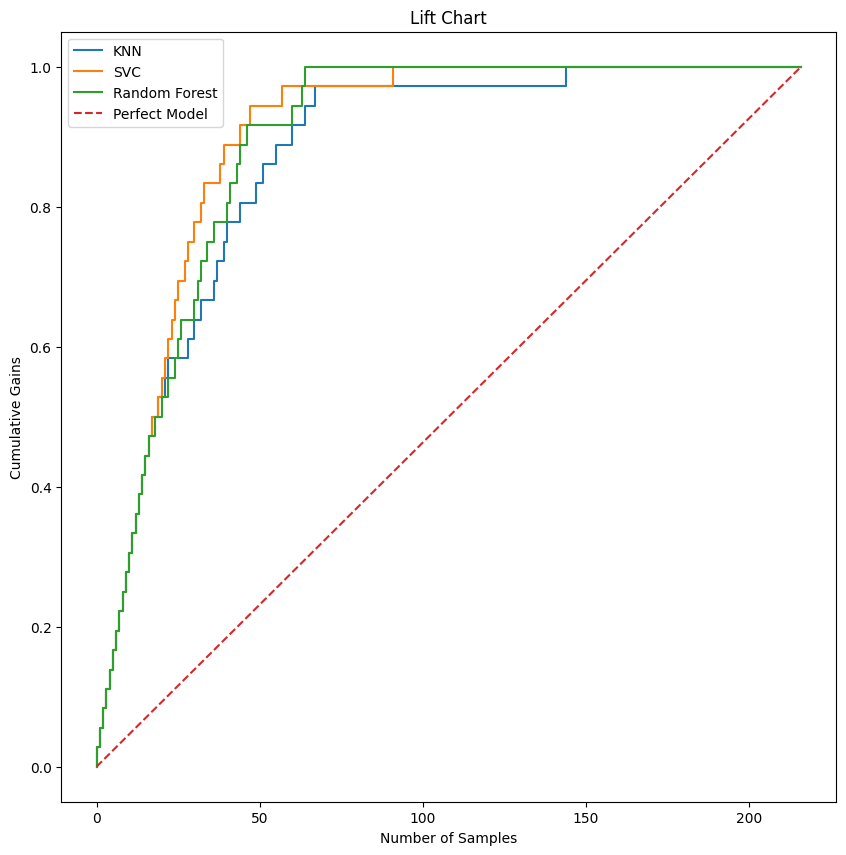 Lift Chart
KNN
SVC
Random Forest
Perfect Model
Cumulative Gains
1.0
0.8
0.6
0.4
0.2
0.0
0
50
100
150
200
Number of Samples